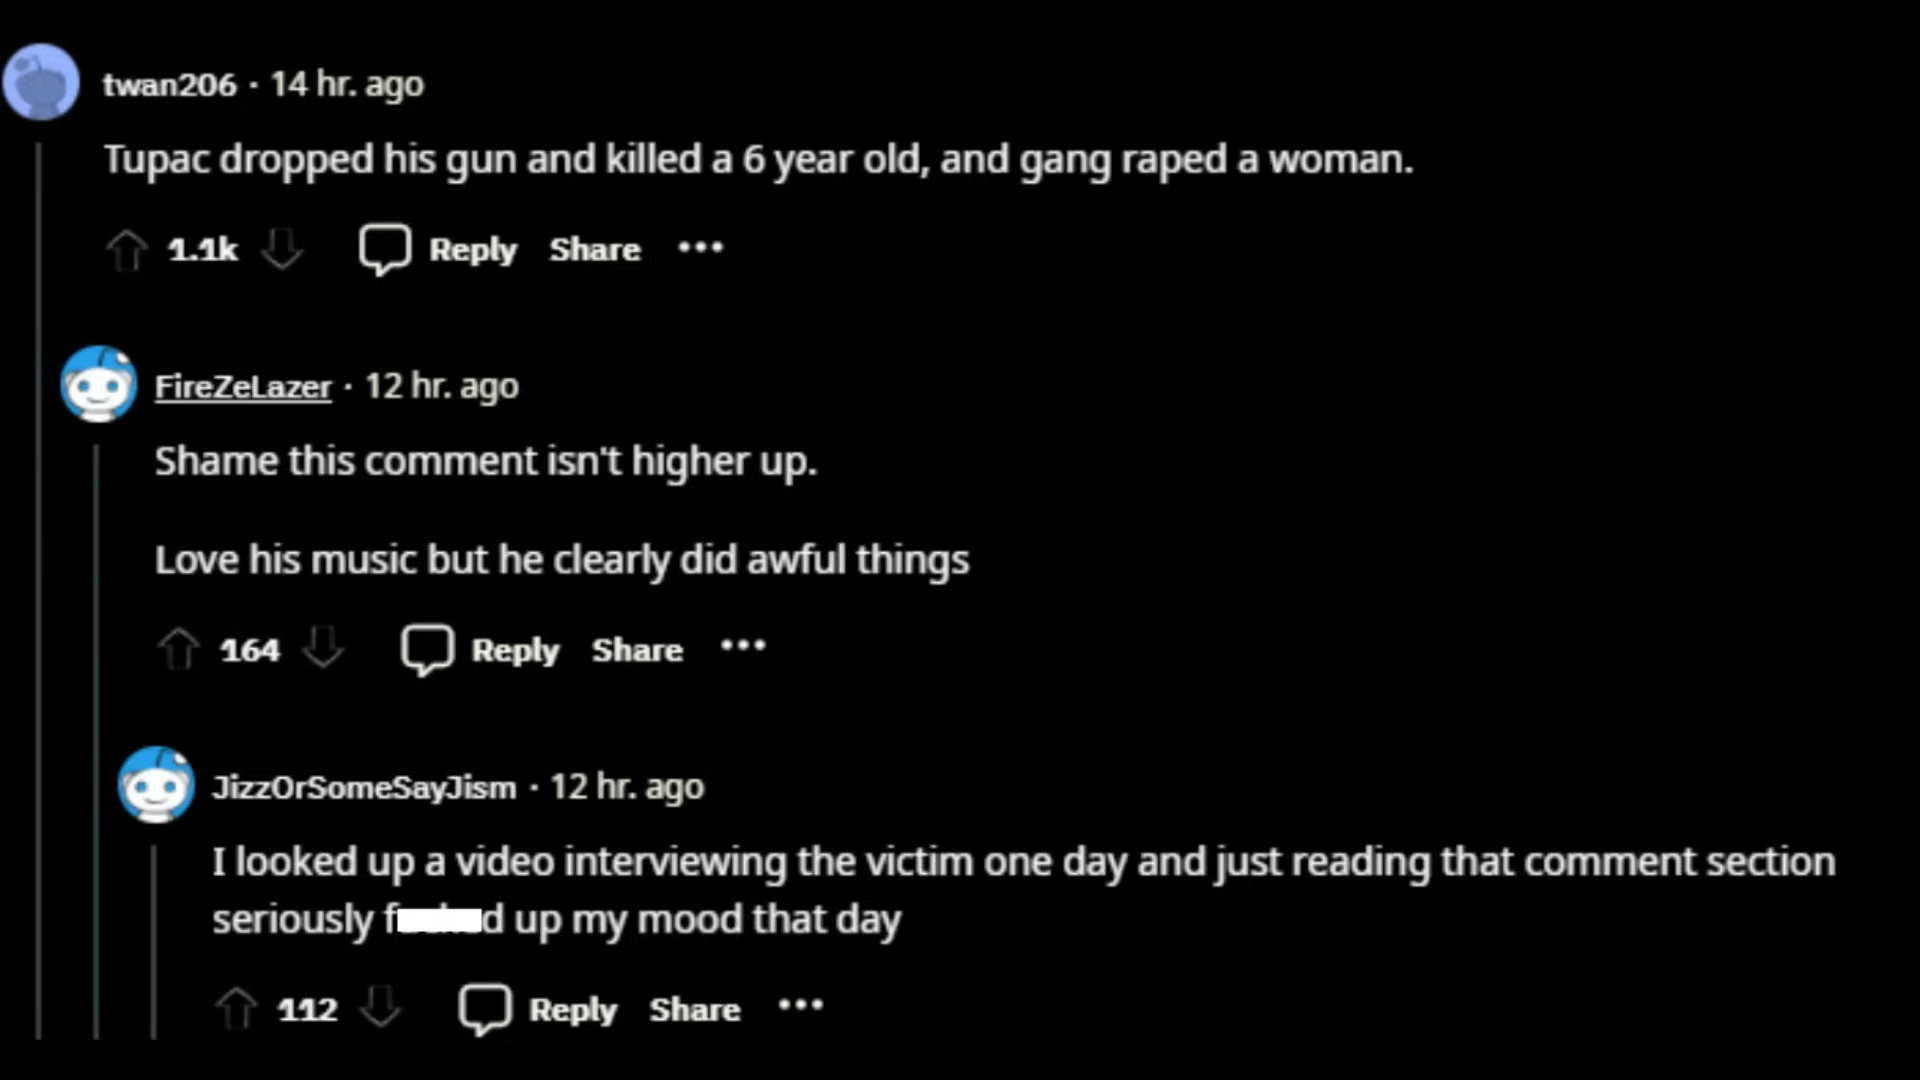 twan206 · 14 hr. ago
Tupac dropped his gun and killed a 6 year old, and gang raped a woman.
1.1k Reply Share •••
FireZeLazer · 12 hr. ago
Shame this comment isn't higher up.
Love his music but he clearly did awful things
164 Reply Share •••
JizzOrSomeSayJism · 12 hr. ago
I looked up a video interviewing the victim one day and just reading that comment section
seriously up my mood that day
112 Reply Share •••